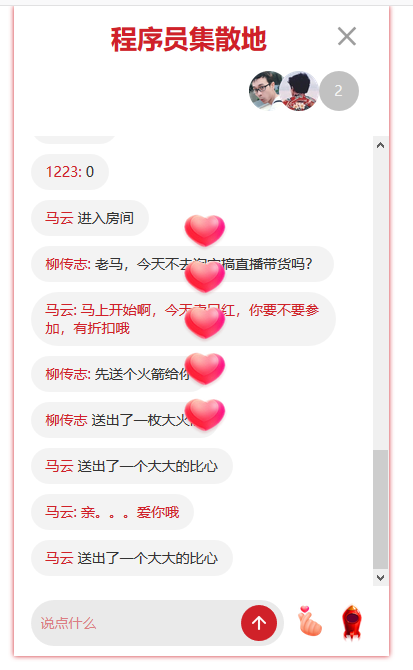 程序员集散地
2
1223: 0
马云 进入房间
柳传志: 老马，今天不去淘宝搞直播带货吗?
马云: 马上开始啊，今天 口红，你要不要参
加，有折扣哦
柳传志: 先送个火箭给你
柳传志 送出了一枚大火
马云 送出了一个大大的比心
马云: 亲。。。爱你哦
马云 送出了一个大大的比心
说点什么